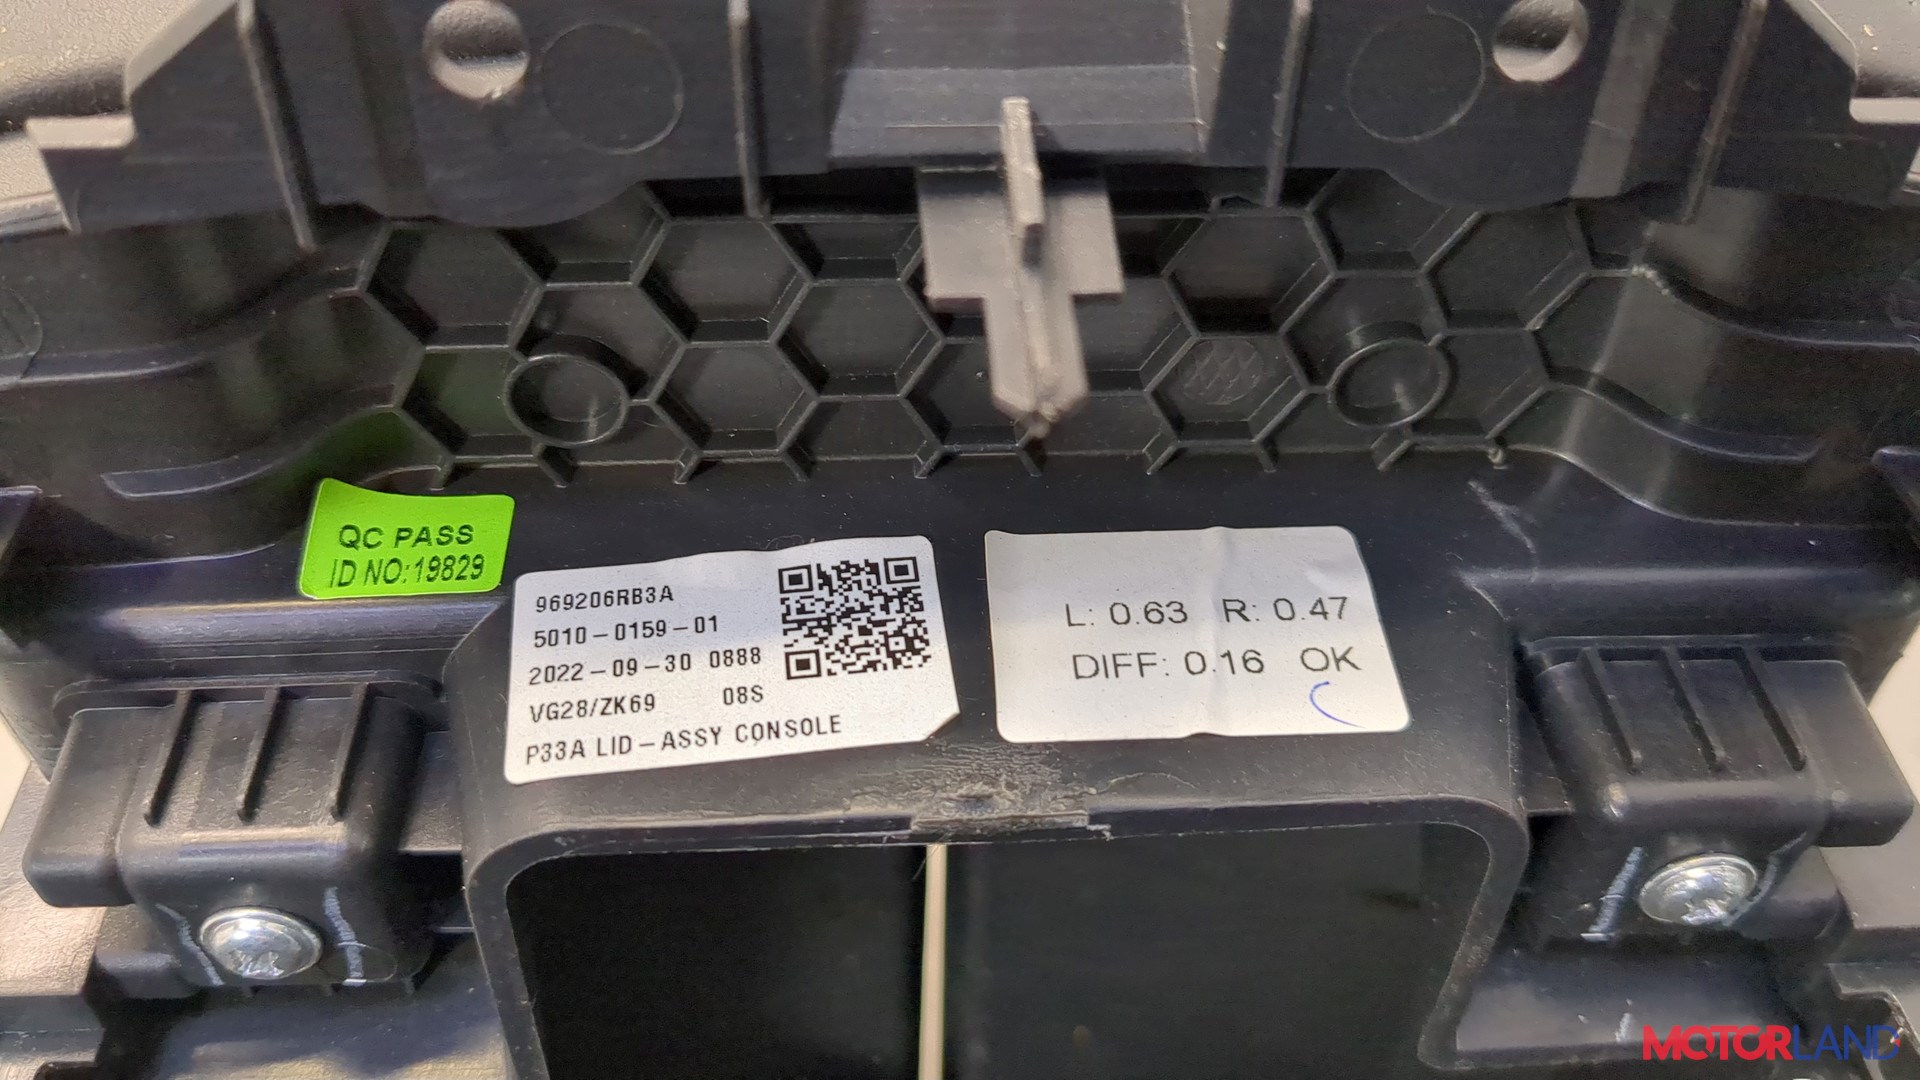 QC PASS
ID NO:19829
969206RB3A
5010-0159-01
2022-09-30 0888
VG28/ZK69 08S
P33A LID-ASSY CONSOLE
L: 0.63 R: 0.47
DIFF: 0.16 OK
MOTORLAND